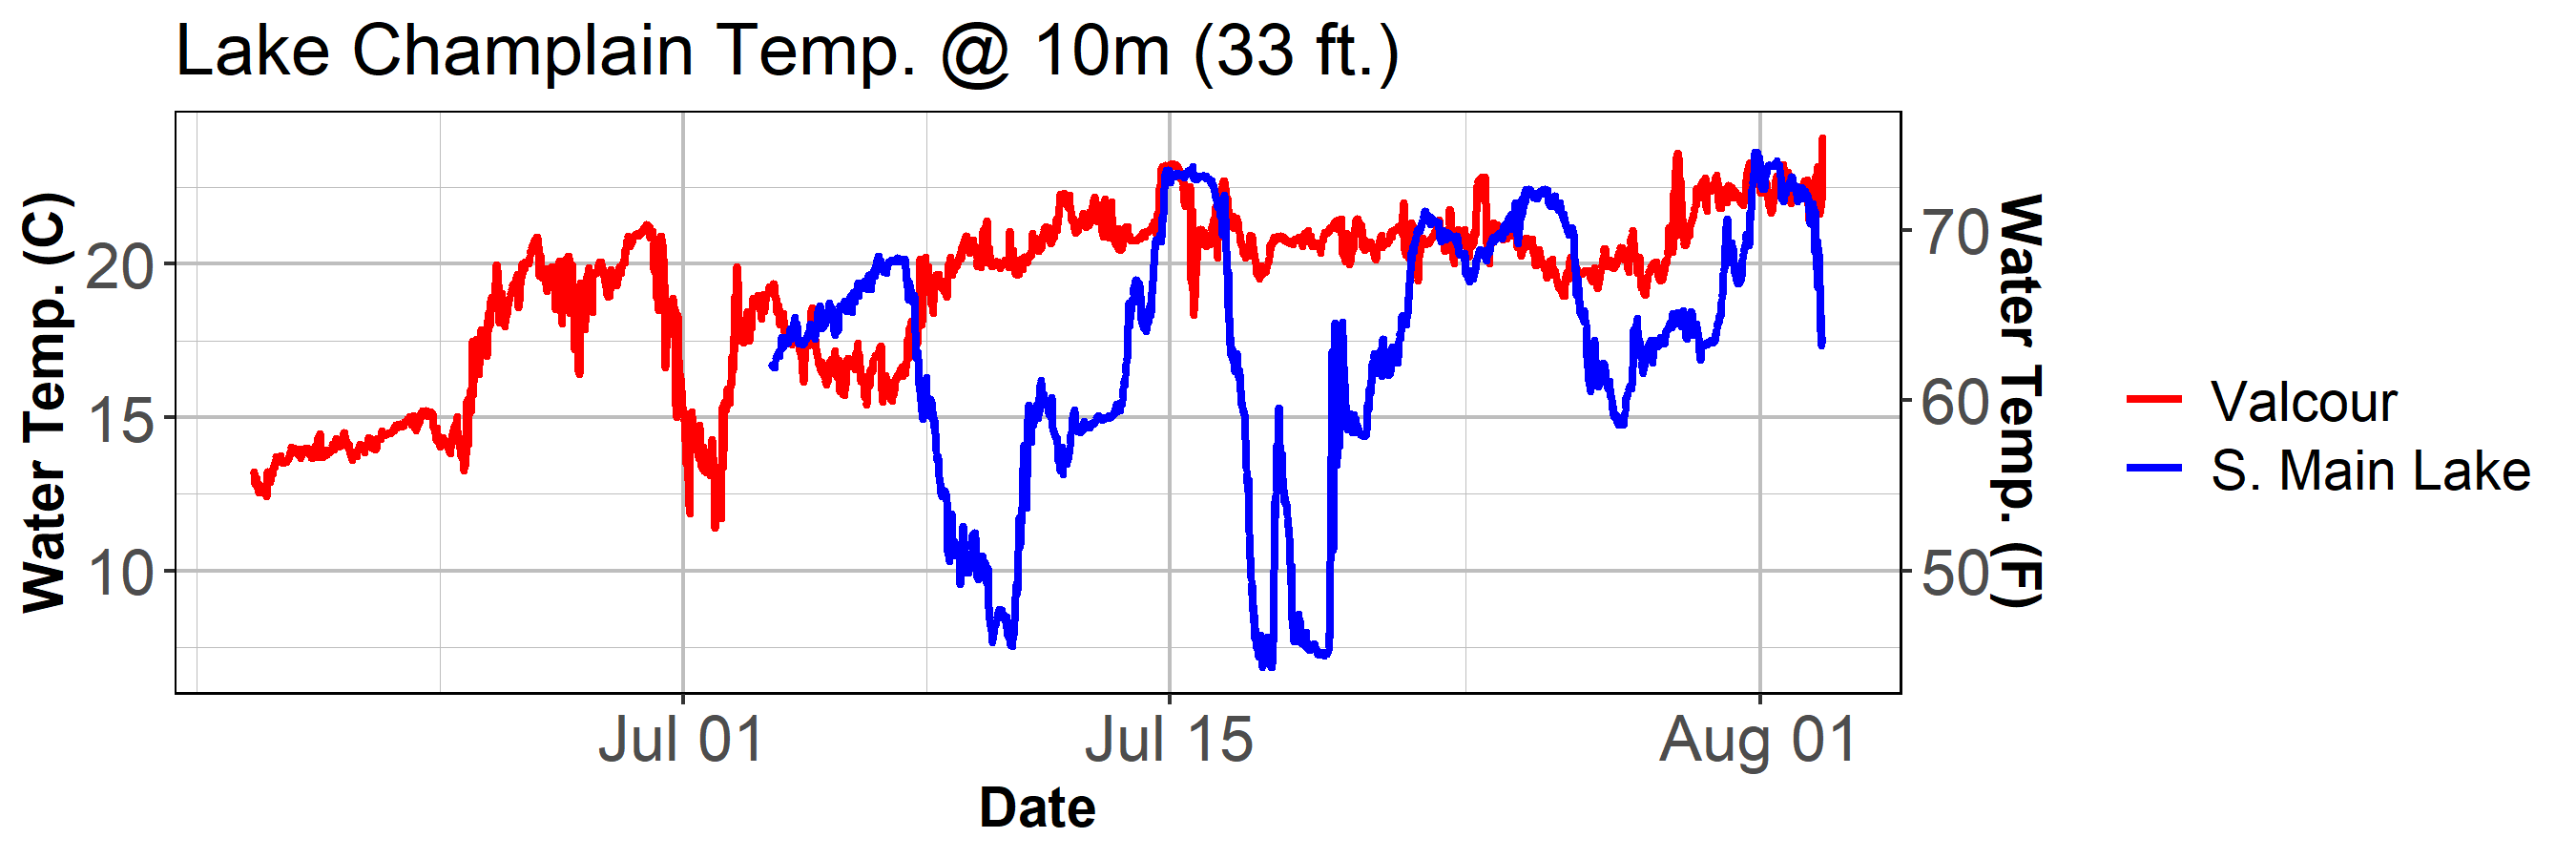 Lake Champlain Temp. @ 10m (33 ft.)
Water Temp. (C)
20
15
10
70
60
50
Water Temp. (F)
Jul 01
Jul 15
Aug 01
Date
Valcour
S. Main Lake